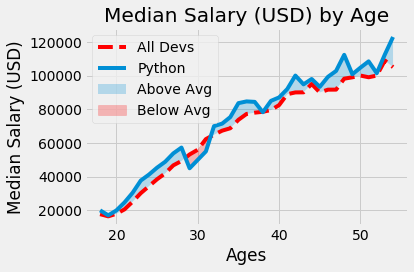 Median Salary (USD) by Age
Median Salary (USD)
120000
100000
80000
60000
40000
20000
All Devs
Python
Above Avg
Below Avg
20
30
40
50
Ages